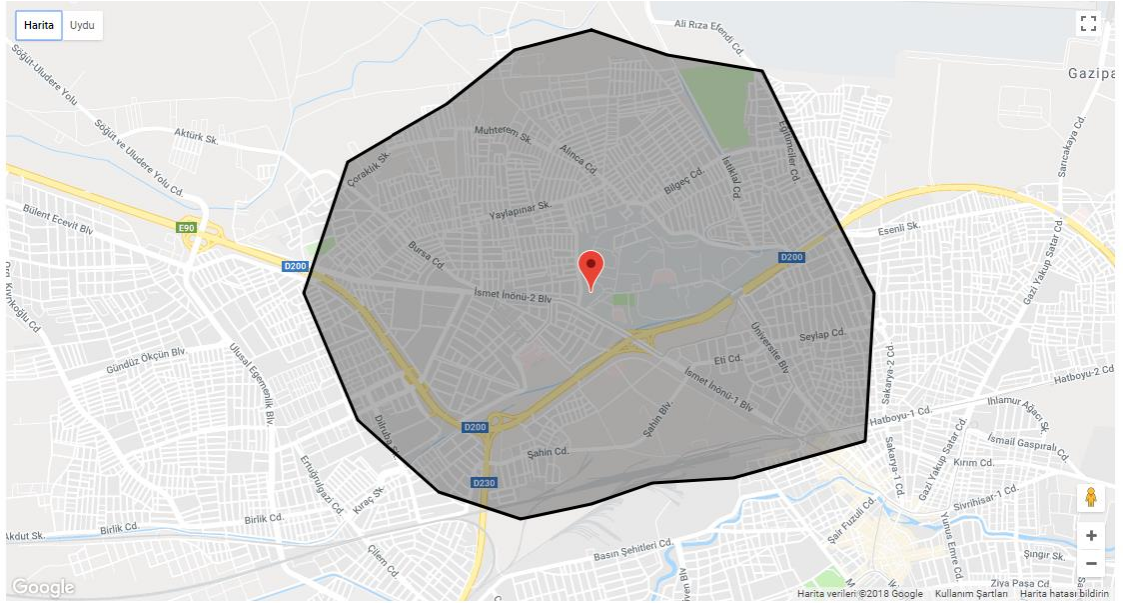 Harita
Uydu
Ali Rıza Efendi Cd.
Söğüt-Uludere Yolu
Söğüt ve Uludere Yolu Cd.
Aktürk Sk.
Muhterem Sk.
Alınca Cd.
Çoraklık Sk.
Bilgeç Cd.
İstiklal Cd.
Eğitimciler Cd
Sarıcakaya Cd.
Yaylapınar Sk.
Bülent Ecevit Blv
E90
Esenli Sk.
Gazi Yakup Satar Cd.
Bursa Cd.
D200
D200
İsmet İnönü-2 Blv
Gündüz Ökçün Blv.
Ulusal Egemenlik Blv.
Üniversite Blv
Seylap Cd.
Eti Cd.
Sakarya-2 Cd.
Hatboyu-2 Cd
İsmet İnönü-1 Blv
Şahin Blv.
Ihlamur Ağacı Sk.
Hatboyu-1 Cd.
Dilruba Sk.
D200
Şahin Cd.
İsmail Gaspıralı Cd.
Gazi Yakup Satar Cd.
Sakarya-1 Cd.
Kırım Cd.
Ertuğrulgazi Cd.
Kıraç Sk.
D230
Sivrihisar-1 Cd.
Birlik Cd.
Birlik Cd.
Şair Fuzuli Cd.
Yunus Emre Cd.
Çilem Cd.
Basın Şehitleri Cd.
Şıngır Sk.
Ziya Paşa Cd.
Google
Harita verileri ©2018 Google
Kullanım Şartları
Harita hatası bildirin